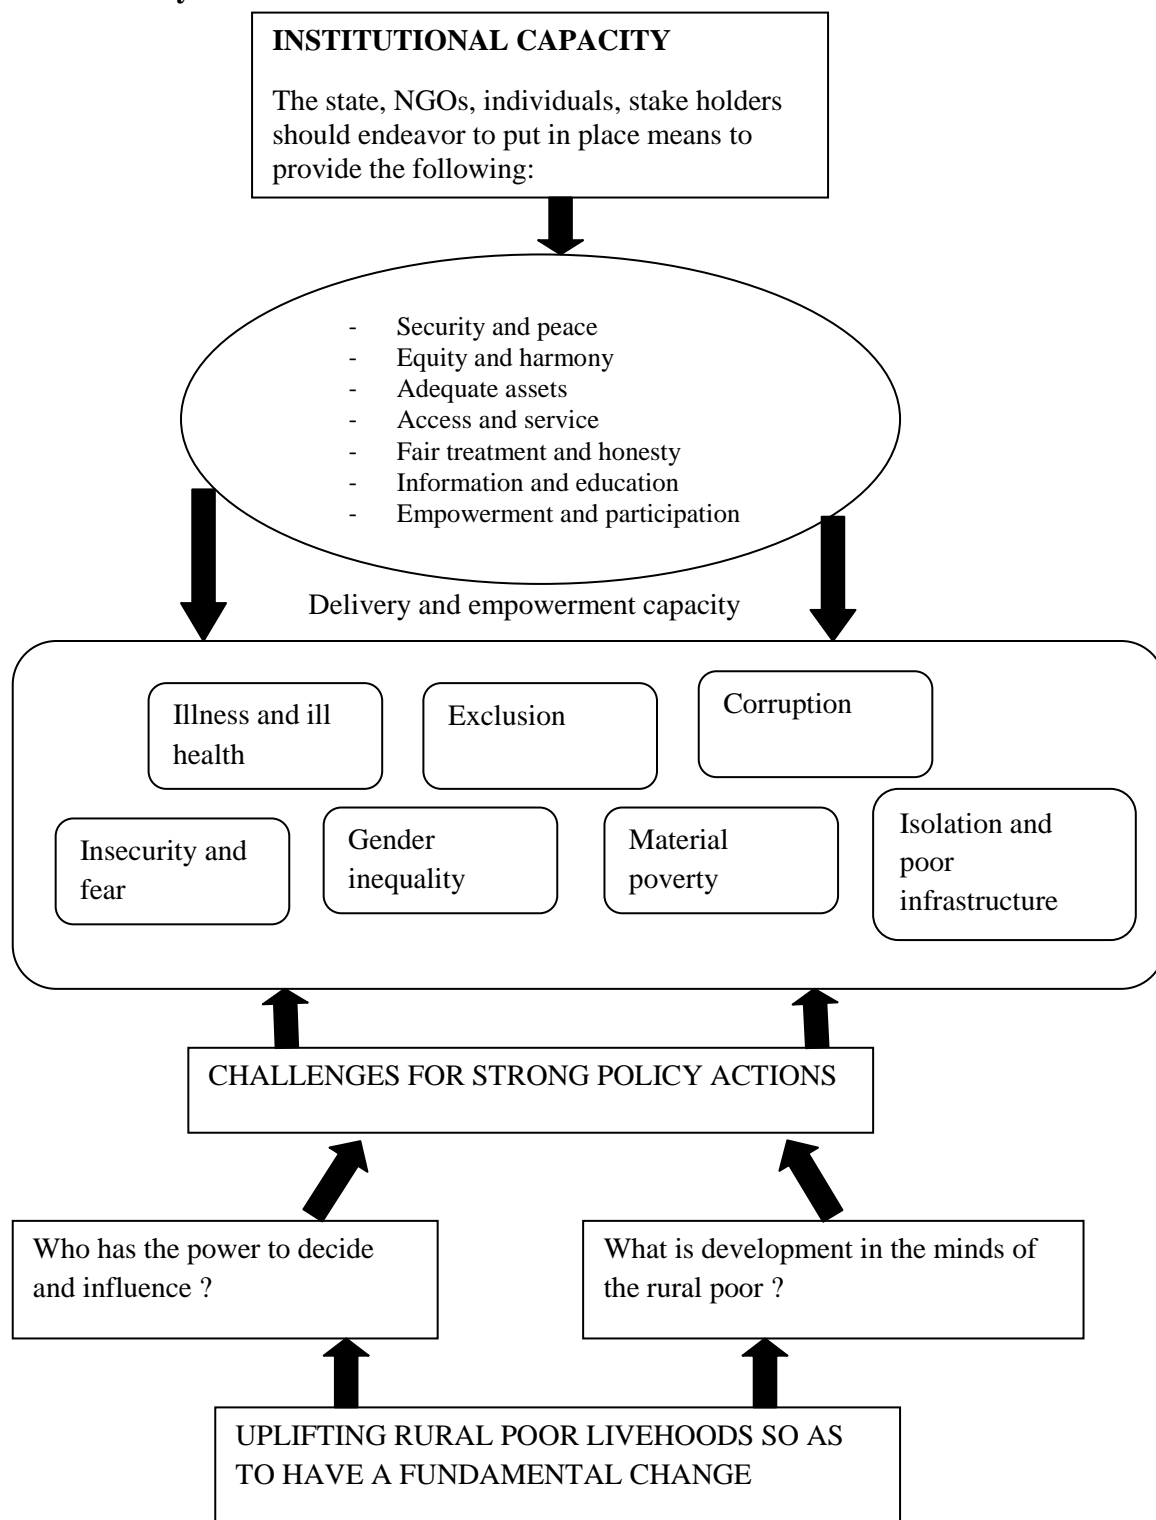 INSTITUTIONAL CAPACITY
The state, NGOs, individuals, stake holders
should endeavor to put in place means to
provide the following:
- Security and peace
- Equity and harmony
- Adequate assets
- Access and service
- Fair treatment and honesty
- Information and education
- Empowerment and participation
Delivery and empowerment capacity
Illness and ill
health
Exclusion
Corruption
Insecurity and
fear
Gender
inequality
Material
poverty
Isolation and
poor
infrastructure
CHALLENGES FOR STRONG POLICY ACTIONS
Who has the power to decide
and influence ?
What is development in the minds of
the rural poor ?
UPLIFTING RURAL POOR LIVEHOODS SO AS
TO HAVE A FUNDAMENTAL CHANGE